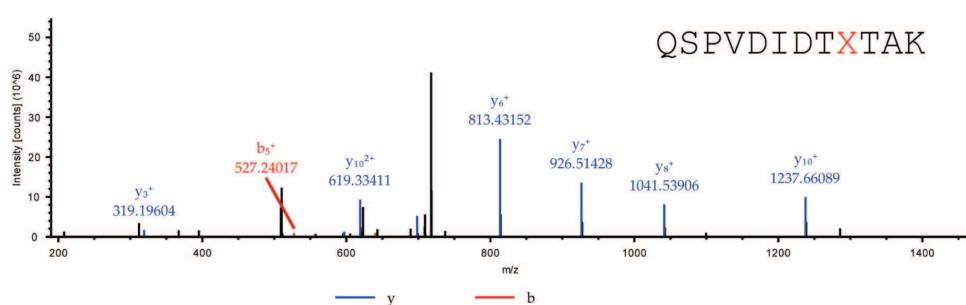 QSPVDIDTXTAK
Intensity [counts] (10^6)
50
40
30
20
10
0
y₃⁺
319.19604
b₅⁺
527.24017
y₁₀²⁺
619.33411
y₆⁺
813.43152
y₇⁺
926.51428
y₈⁺
1041.53906
y₁₀⁺
1237.66089
200 400 600 800 1000 1200 1400
m/z
y b